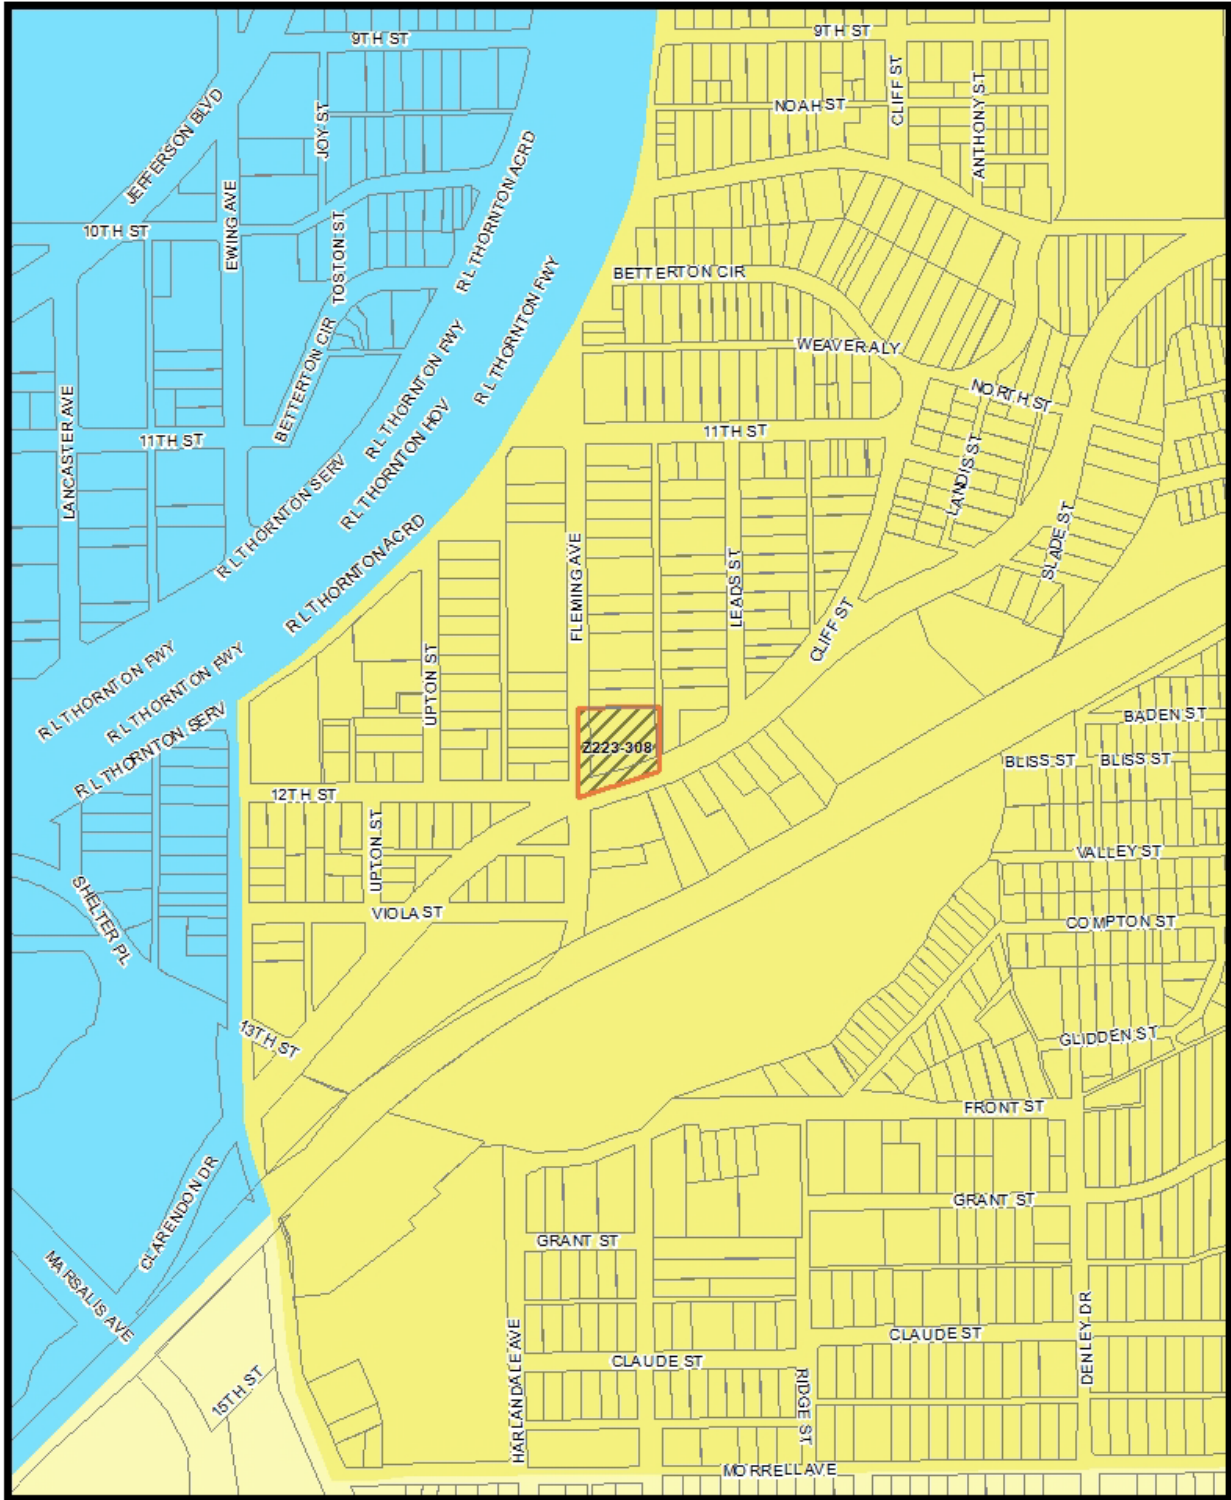 9TH ST
9TH ST
CLIFF ST
ANTHONY ST
JEFFERSON BLVD
JOY ST
NOAH ST
R L THORNTON ACRD
EWING AVE
10TH ST
TOSTON ST
BETTERTON CIR
R L THORNTON FWY
BETTERTON CIR
R L THORNTON FWY
WEAVER ALY
NORTH ST
LANCASTER AVE
11TH ST
R L THORNTON HOV
11TH ST
LANDIS ST
R L THORNTON SERV
R L THORNTON ACRD
SLADE ST
FLEMING AVE
LEADS ST
CLIFF ST
R L THORNTON FWY
R L THORNTON FWY
UPTON ST
R L THORNTON SERV
BADEN ST
Z223-308
BLISS ST
BLISS ST
12TH ST
UPTON ST
VALLEY ST
SHELTER PL
VIOLA ST
COMPTON ST
13TH ST
GLIDDEN ST
FRONT ST
CLARENDON DR
GRANT ST
GRANT ST
MARSALIS AVE
DENLEY DR
CLAUDE ST
HARLANDALE AVE
CLAUDE ST
15TH ST
RIDGE ST
MORRELL AVE